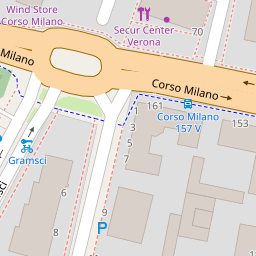 Wind Store
Corso Milano
Secur Center
Verona
70
Milano
Corso Milano
161
1
3
5
7
Corso Milano
157 V
153
Gramsci
6
9
P